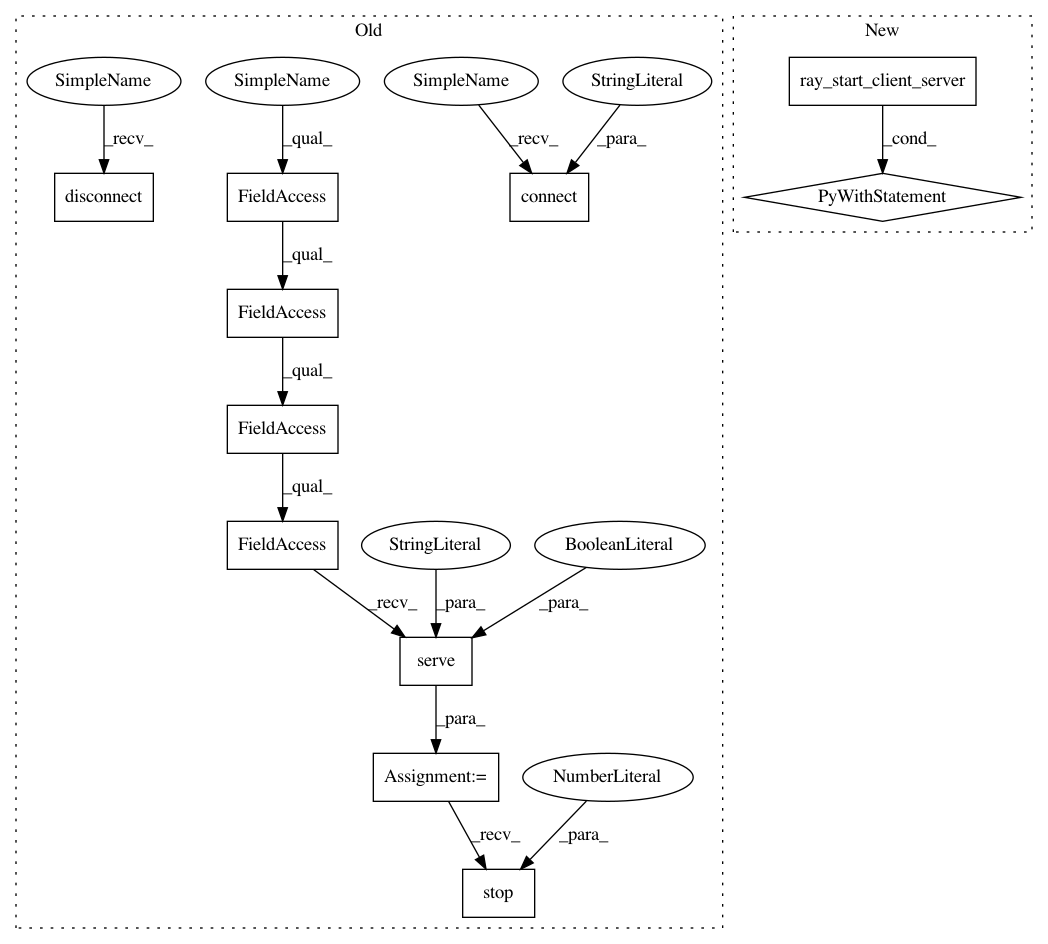 Old
New
SimpleName
SimpleName
SimpleName
StringLiteral
ray_start_client_server
_recv_
_qual_
_recv_
_para_
_cond_
disconnect
FieldAccess
connect
PyWithStatement
_qual_
FieldAccess
_qual_
FieldAccess
_qual_
FieldAccess
StringLiteral
BooleanLiteral
_recv_
_para_
_para_
serve
_para_
Assignment:=
NumberLiteral
_recv_
_para_
stop